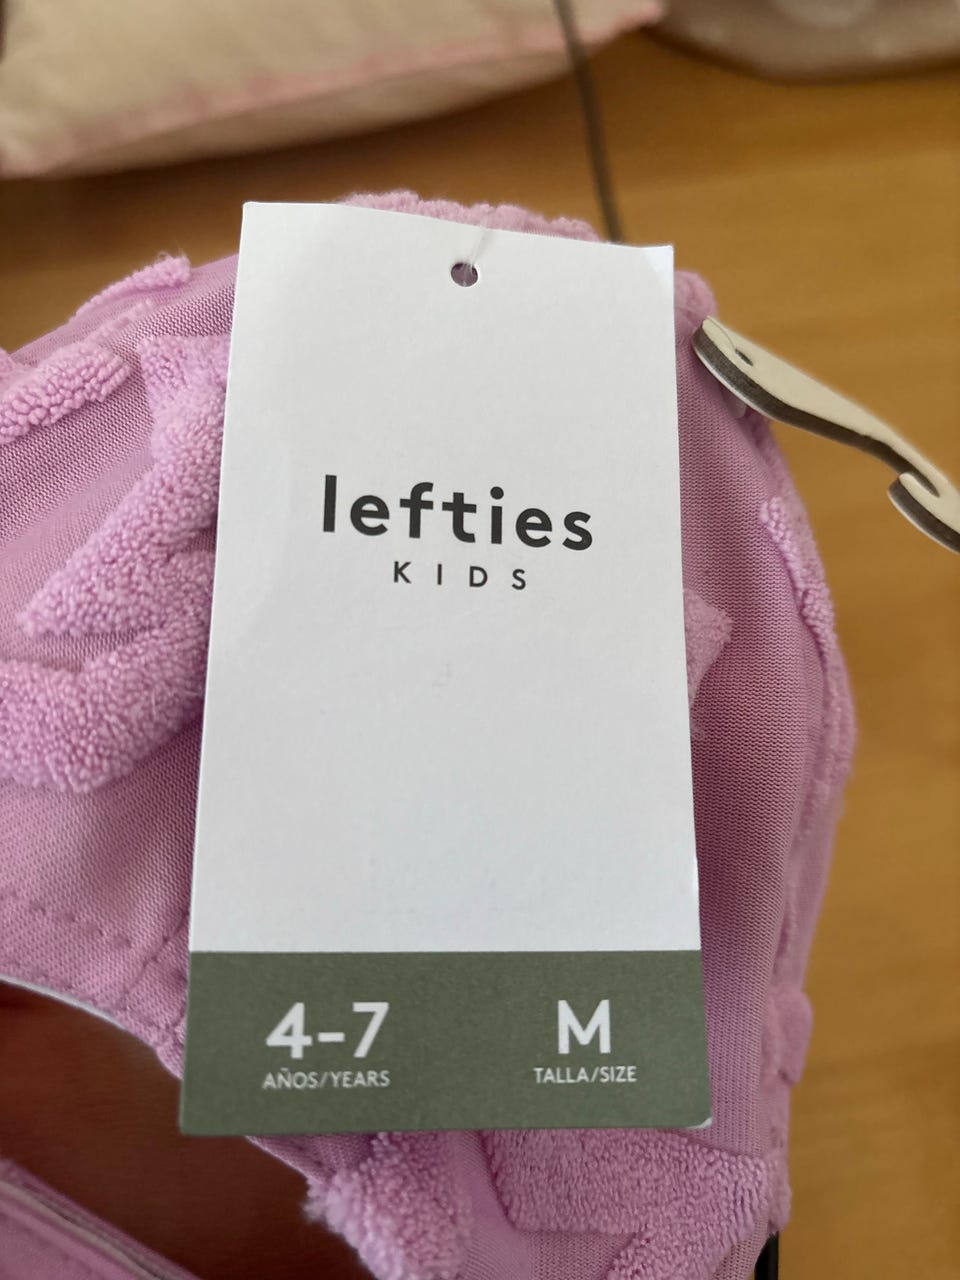 lefties
KIDS
4-7 M
AÑOS/YEARS TALLA/SIZE